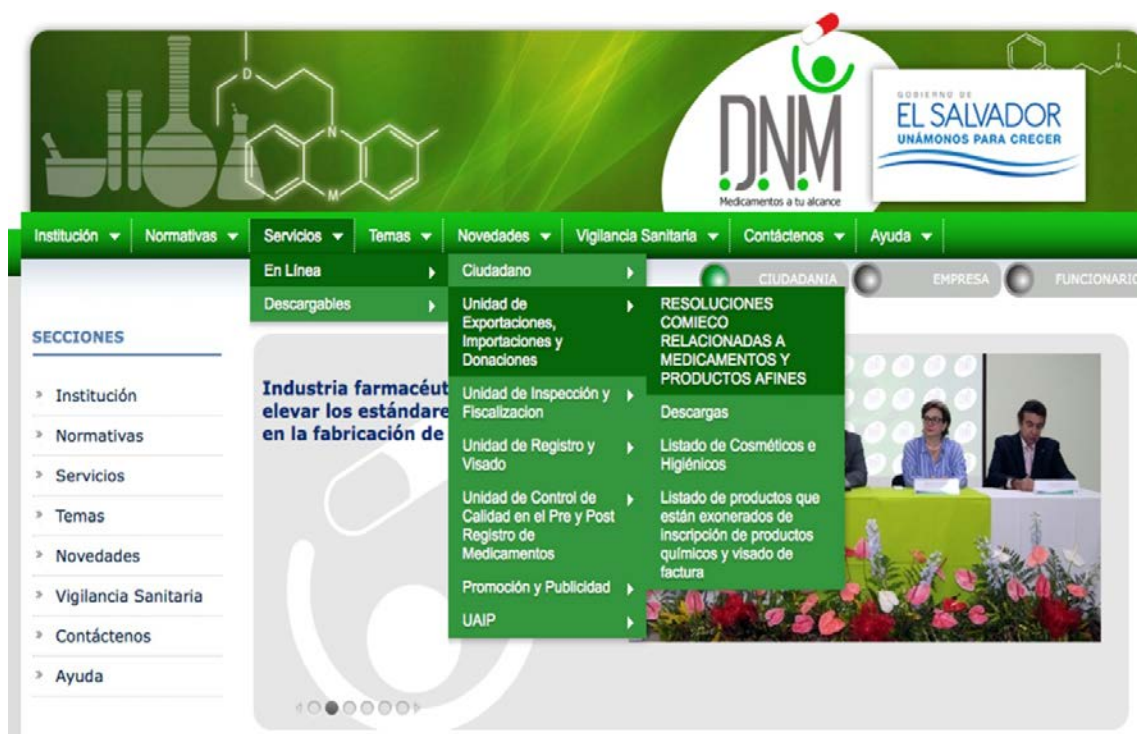 D
N
M
DNM
Medicamentos a tu alcance
GOBIERNO DE
EL SALVADOR
UNÁMONOS PARA CRECER
Institución
Normativas
Servicios
Temas
Novedades
Vigilancia Sanitaria
Contáctenos
Ayuda
En Línea
Descargables
Ciudadano
Unidad de
Exportaciones,
Importaciones y
Donaciones
Unidad de Inspección y
Fiscalizacion
Unidad de Registro y
Visado
Unidad de Control de
Calidad en el Pre y Post
Registro de
Medicamentos
Promoción y Publicidad
UAIP
RESOLUCIONES
COMIECO
RELACIONADAS A
MEDICAMENTOS Y
PRODUCTOS AFINES
Descargas
Listado de Cosméticos e
Higiénicos
Listado de productos que
están exonerados de
inscripción de productos
químicos y visado de
factura
CIUDADANIA
EMPRESA
FUNCIONARIO
SECCIONES
Institución
Normativas
Servicios
Temas
Novedades
Vigilancia Sanitaria
Contáctenos
Ayuda
Industria farmacéut
elevar los estándare
en la fabricación de